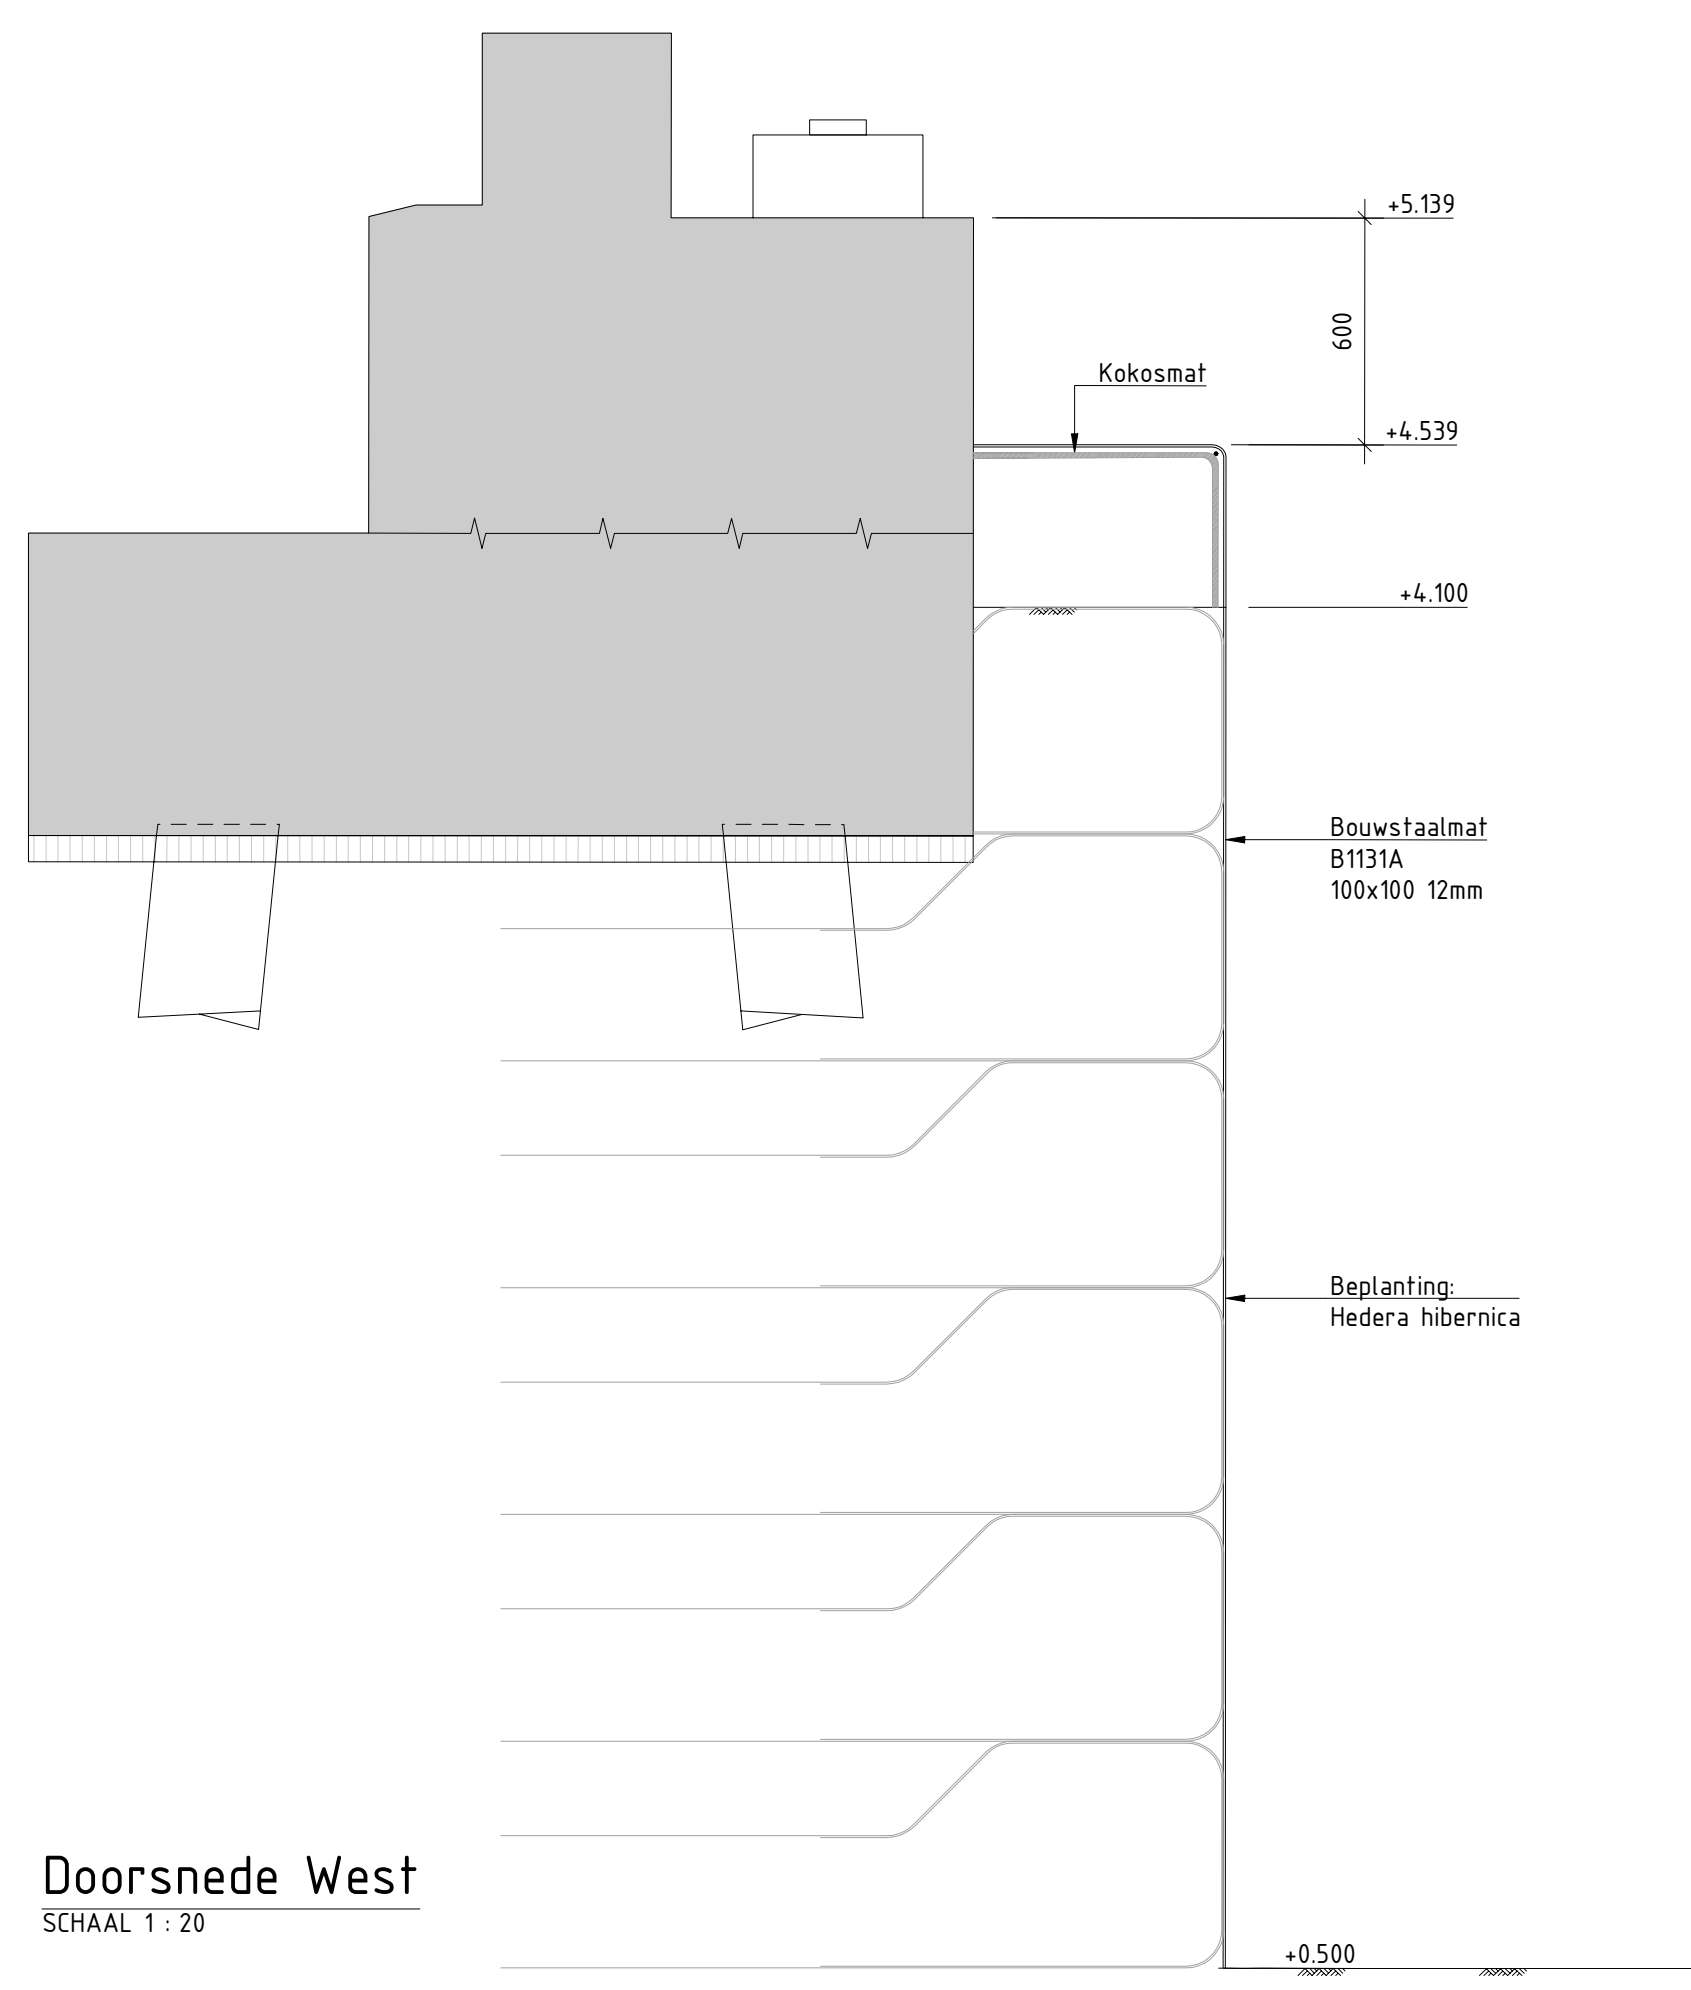 +5.139
600
Kokosmat
+4.539
+4.100
Bouwstaalmat
B1131A
100x100 12mm
Beplanting:
Hedera hibernica
Doorsnede West
SCHAAL 1 : 20
+0.500